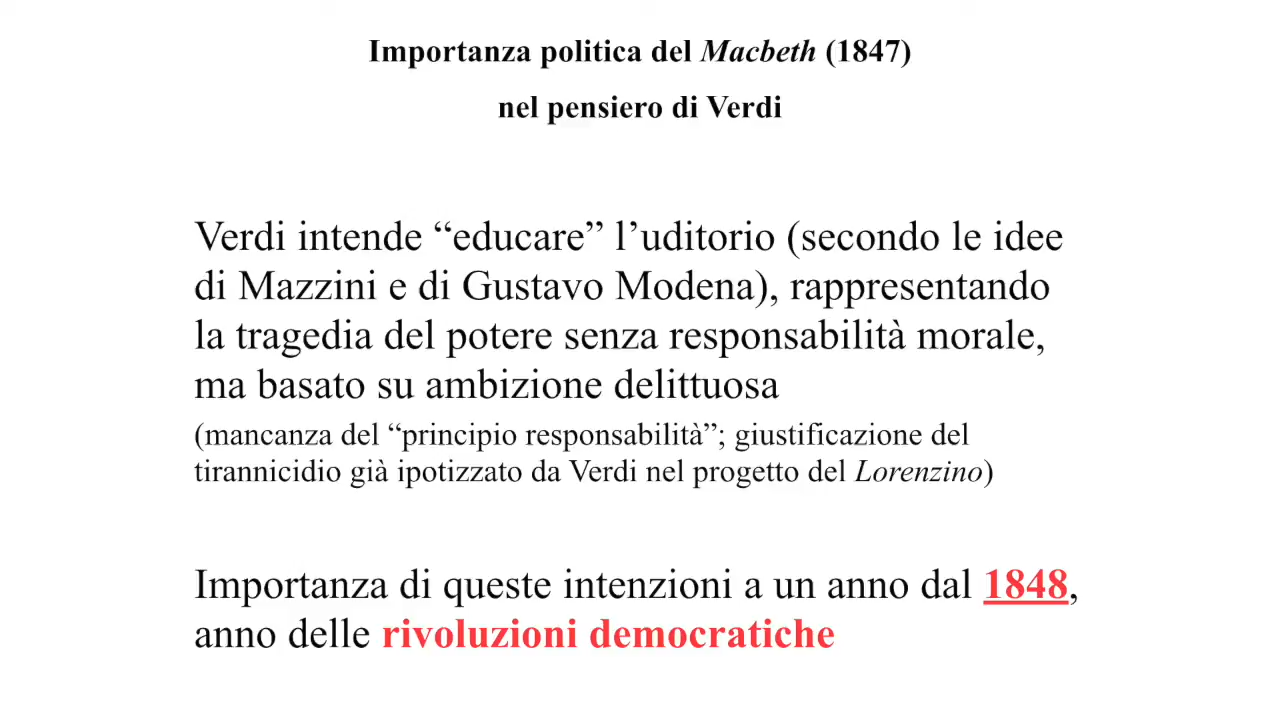 Importanza politica del Macbeth (1847)
nel pensiero di Verdi
Verdi intende “educare” l’uditorio (secondo le idee
di Mazzini e di Gustavo Modena), rappresentando
la tragedia del potere senza responsabilità morale,
ma basato su ambizione delittuosa
(mancanza del “principio responsabilità”; giustificazione del
tirannicidio già ipotizzato da Verdi nel progetto del Lorenzino)
Importanza di queste intenzioni a un anno dal 1848,
anno delle rivoluzioni democratiche